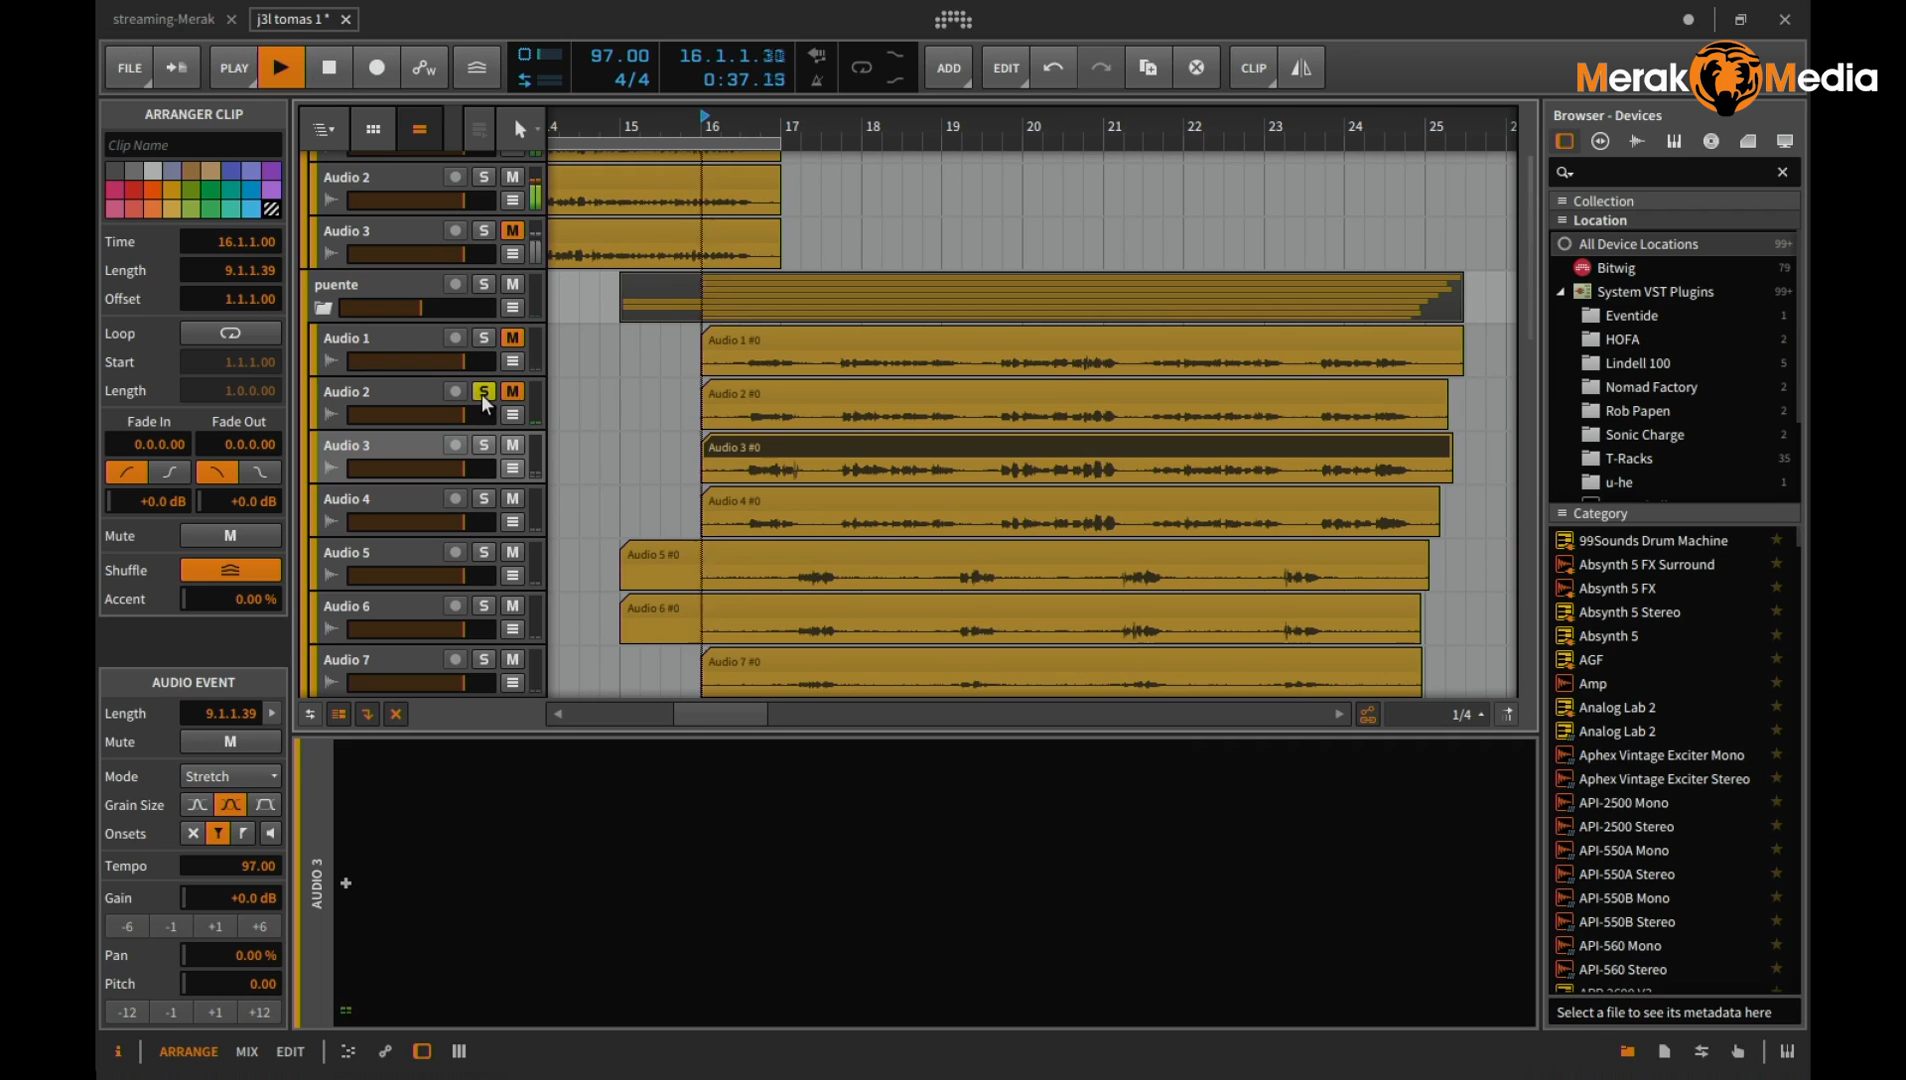 streaming-Merak
j3l tomas 1 *
FILE
PLAY
97.00
4/4
16.1.1.30
0:37.19
ADD
EDIT
CLIP
Merak Media
ARRANGER CLIP
Clip Name
Time 16.1.1.00
Length 9.1.1.39
Offset 1.1.1.00
Loop
Start 1.1.1.00
Length 1.0.0.00
Fade In Fade Out
0.0.0.00 0.0.0.00
+0.0 dB +0.0 dB
Mute M
Shuffle
Accent 0.00 %
AUDIO EVENT
Length 9.1.1.39
Mute M
Mode Stretch
Grain Size
Onsets
Tempo 97.00
Gain +0.0 dB
-6 -1 +1 +6
Pan 0.00 %
Pitch 0.00
-12 -1 +1 +12
.4 15 16 17 18 19 20 21 22 23 24 25 2
Audio 2 S M
Audio 3 S M
puente S M
Audio 1 S M
Audio 1 #0
Audio 2 S M
Audio 2 #0
Audio 3 S M
Audio 3 #0
Audio 4 S M
Audio 4 #0
Audio 5 S M
Audio 5 #0
Audio 6 S M
Audio 6 #0
Audio 7 S M
Audio 7 #0
1/4
AUDIO 3
Browser - Devices
Collection
Location
All Device Locations 99+
Bitwig 79
System VST Plugins 99+
Eventide 1
HOFA 2
Lindell 100 5
Nomad Factory 2
Rob Papen 2
Sonic Charge 2
T-Racks 35
u-he 1
Category
99Sounds Drum Machine
Absynth 5 FX Surround
Absynth 5 FX
Absynth 5 Stereo
Absynth 5
AGF
Amp
Analog Lab 2
Analog Lab 2
Aphex Vintage Exciter Mono
Aphex Vintage Exciter Stereo
API-2500 Mono
API-2500 Stereo
API-550A Mono
API-550A Stereo
API-550B Mono
API-550B Stereo
API-560 Mono
API-560 Stereo
Select a file to see its metadata here
i ARRANGE MIX EDIT